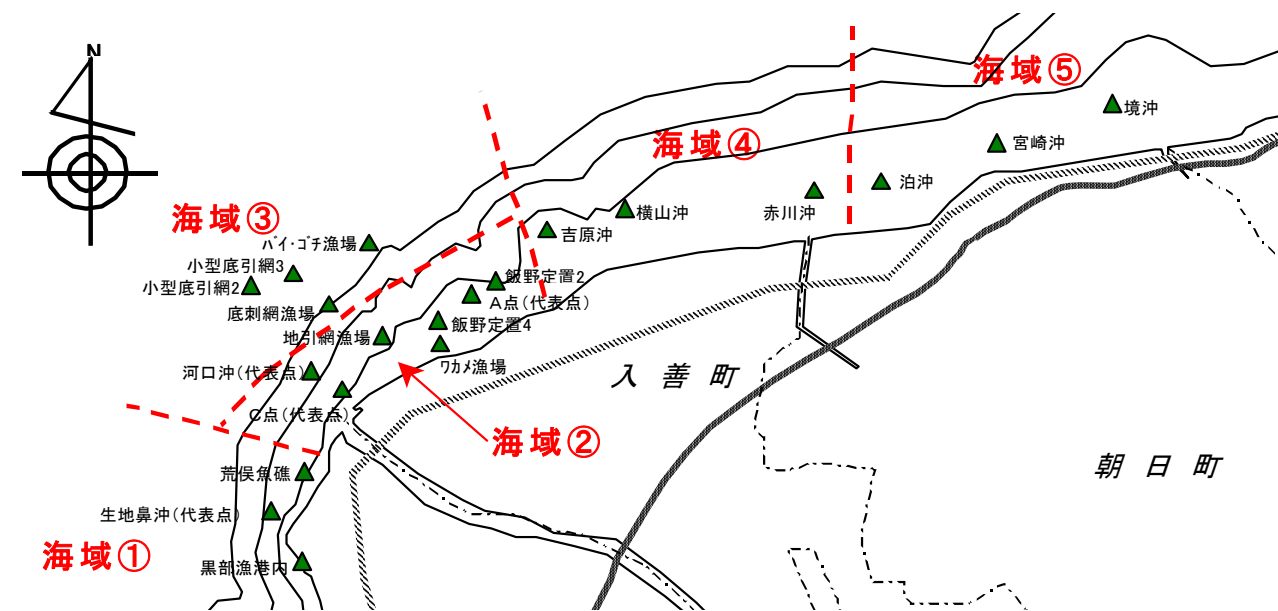 N
海域⑤
境沖
宮崎沖
海域④
泊沖
赤川沖
横山沖
吉原沖
海域③
ﾊﾞｲ・ｺﾞﾁ漁場
小型底引網3
小型底引網2
底刺網漁場
飯野定置2
A点(代表点)
飯野定置4
地引網漁場
ﾜｶﾒ漁場
河口沖(代表点)
C点(代表点)
入善町
海域②
朝日町
荒俣魚礁
生地鼻沖(代表点)
海域①
黒部漁港内